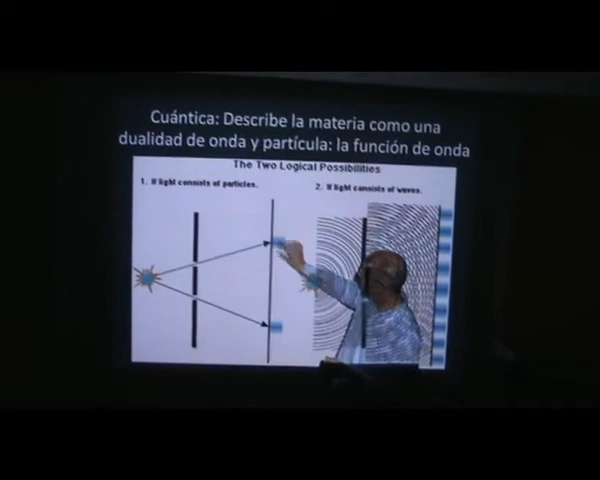 Cuántica: Describe la materia como una
dualidad de onda y partícula: la función de onda
The Two Logical Possibilities
1. If light consists of particles.
2. If light consists of waves.